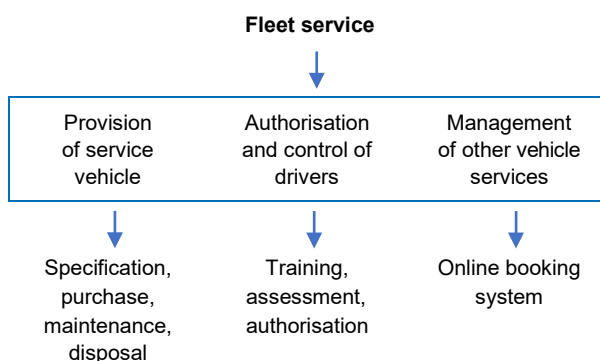 Fleet service
Provision
of service
vehicle
Authorisation
and control of
drivers
Management
of other vehicle
services
Specification,
purchase,
maintenance,
disposal
Training,
assessment,
authorisation
Online booking
system